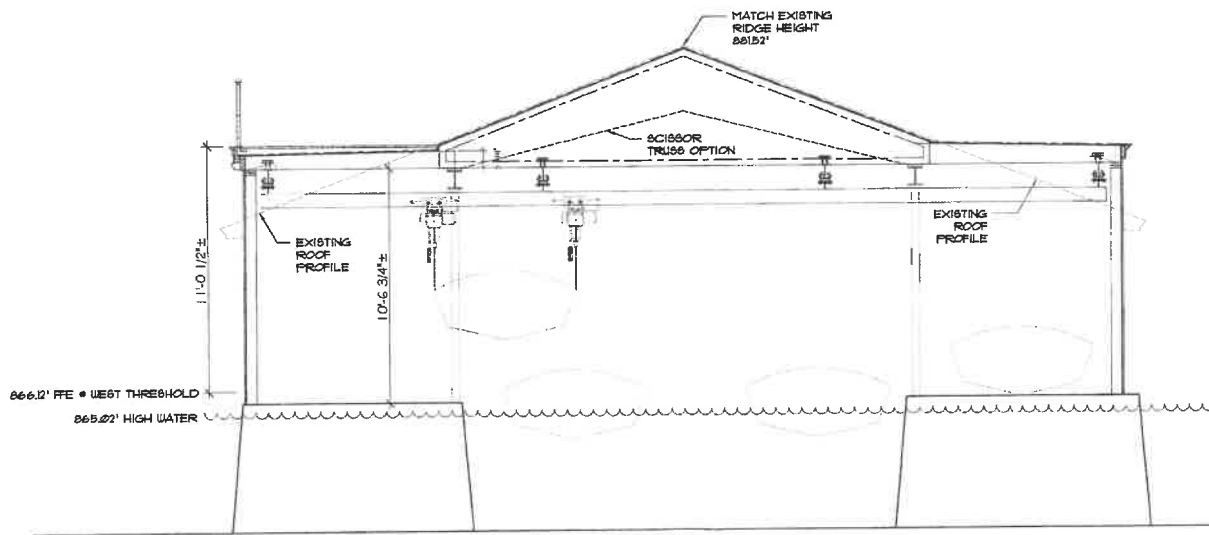 MATCH EXISTING
RIDGE HEIGHT
881.52'
SCISSOR
TRUSS OPTION
EXISTING
ROOF
PROFILE
EXISTING
ROOF
PROFILE
11'-0 1/2"±
10'-6 3/4"±
866.12' FFE @ WEST THRESHOLD
865.02' HIGH WATER